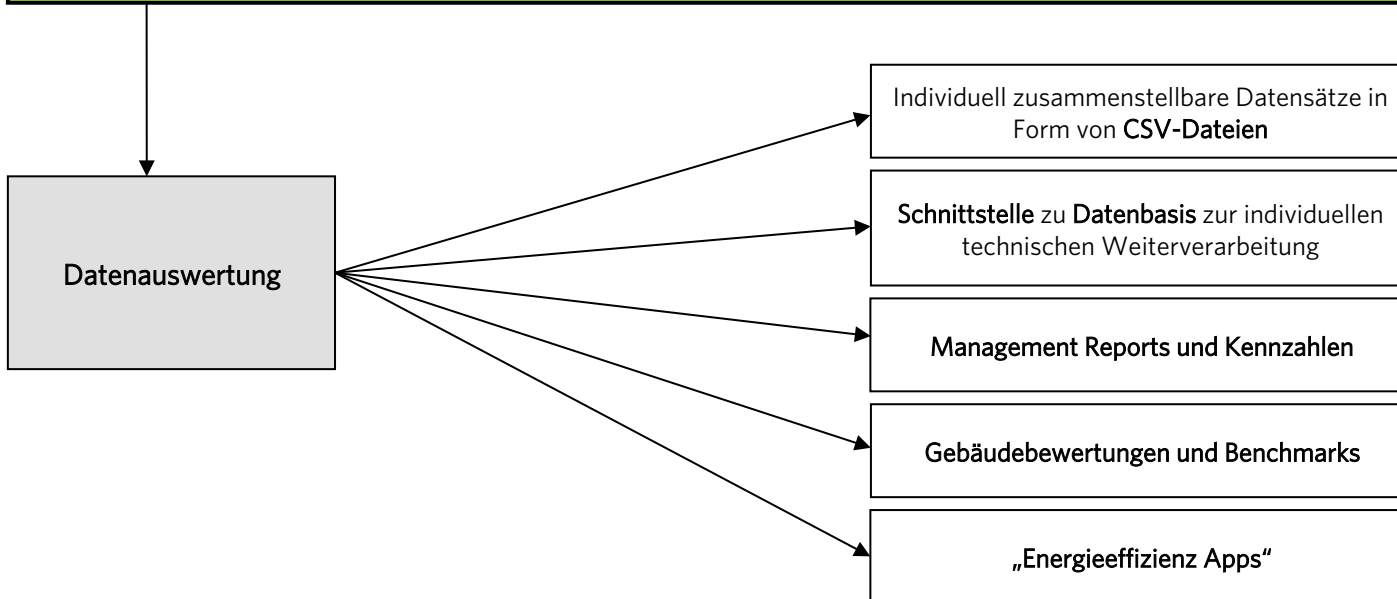 Individuell zusammenstellbare Datensätze in
Form von CSV-Dateien
Schnittstelle zu Datenbasis zur individuellen
technischen Weiterverarbeitung
Datenauswertung
Management Reports und Kennzahlen
Gebäudebewertungen und Benchmarks
„Energieeffizienz Apps“